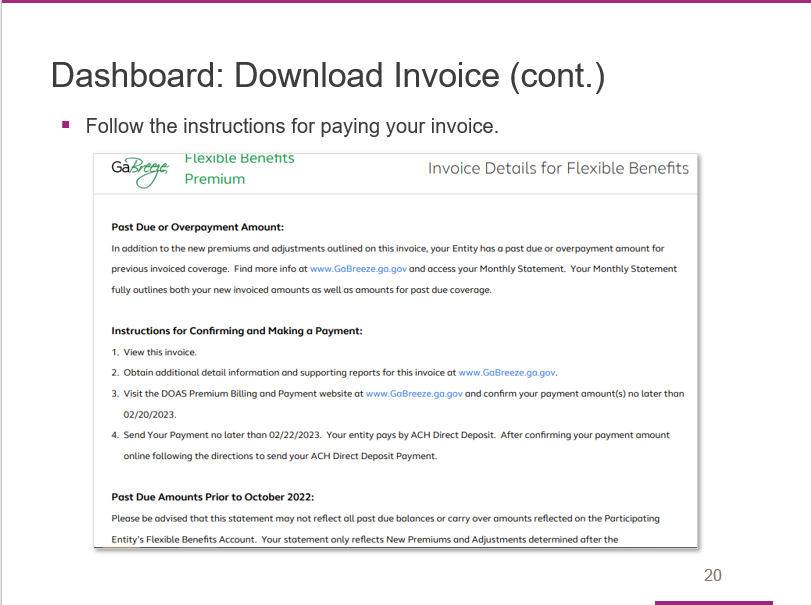 Dashboard: Download Invoice (cont.)
Follow the instructions for paying your invoice.
GaBreeze
Flexible Benefits
Premium
Invoice Details for Flexible Benefits
Past Due or Overpayment Amount:
In addition to the new premiums and adjustments outlined on this invoice, your Entity has a past due or overpayment amount for
previous invoiced coverage. Find more info at www.GaBreeze.ga.gov and access your Monthly Statement. Your Monthly Statement
fully outlines both your new invoiced amounts as well as amounts for past due coverage.
Instructions for Confirming and Making a Payment:
1. View this invoice.
2. Obtain additional detail information and supporting reports for this invoice at www.GaBreeze.ga.gov.
3. Visit the DOAS Premium Billing and Payment website at www.GaBreeze.ga.gov and confirm your payment amount(s) no later than
02/20/2023.
4. Send Your Payment no later than 02/22/2023. Your entity pays by ACH Direct Deposit. After confirming your payment amount
online following the directions to send your ACH Direct Deposit Payment.
Past Due Amounts Prior to October 2022:
Please be advised that this statement may not reflect all past due balances or carry over amounts reflected on the Participating
Entity's Flexible Benefits Account. Your statement only reflects New Premiums and Adjustments determined after the
20